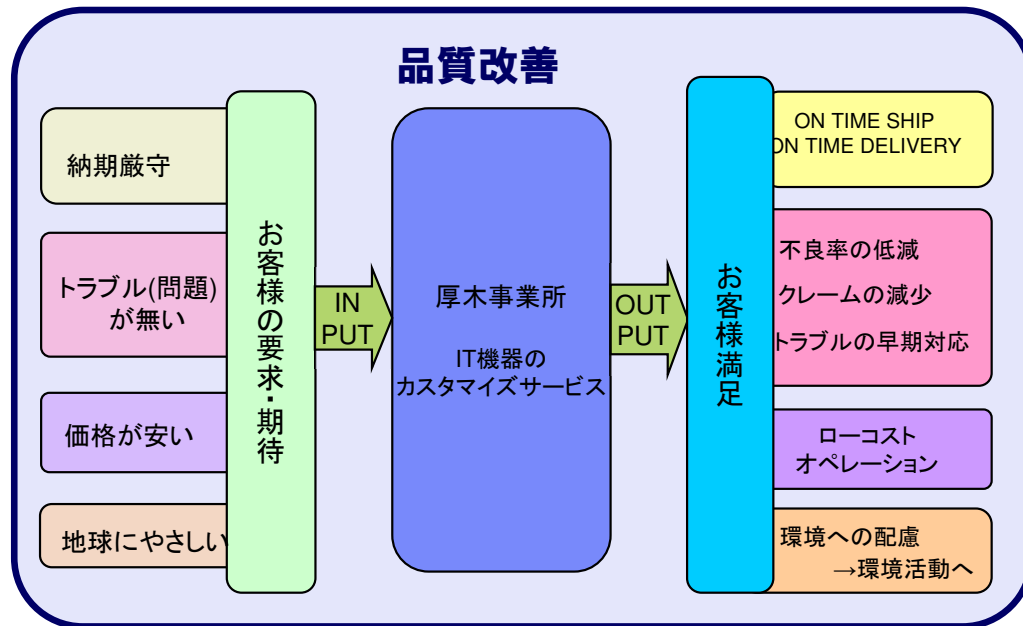 品質改善
納期厳守
トラブル(問題)
が無い
価格が安い
地球にやさしい
お客様の要求・期待
IN
PUT
厚木事業所
IT機器の
カスタマイズサービス
OUT
PUT
お客様満足
ON TIME SHIP
ON TIME DELIVERY
不良率の低減
クレームの減少
トラブルの早期対応
ローコスト
オペレーション
環境への配慮
→環境活動へ